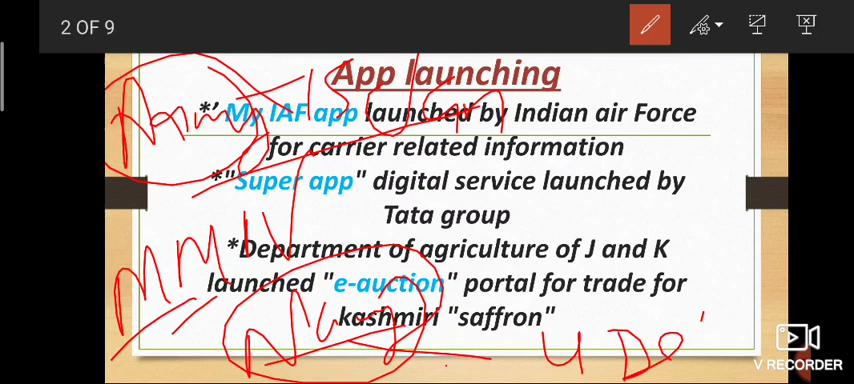 2 OF 9
App launching
*’ My IAF app launched by Indian air Force
for carrier related information
*"Super app" digital service launched by
Tata group
*Department of agriculture of J and K
launched "e-auction" portal for trade for
kashmiri "saffron"
V RECORDER